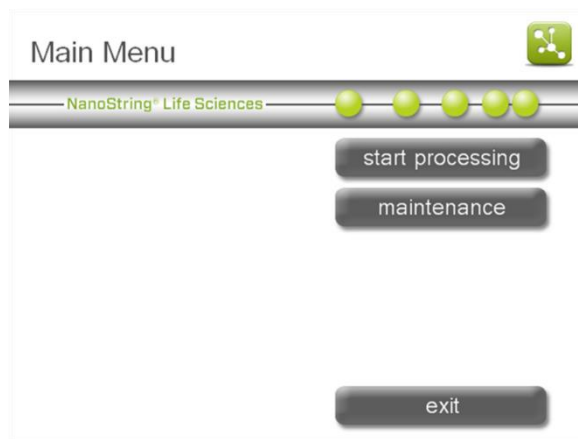 Main Menu
NanoString® Life Sciences
start processing
maintenance
exit